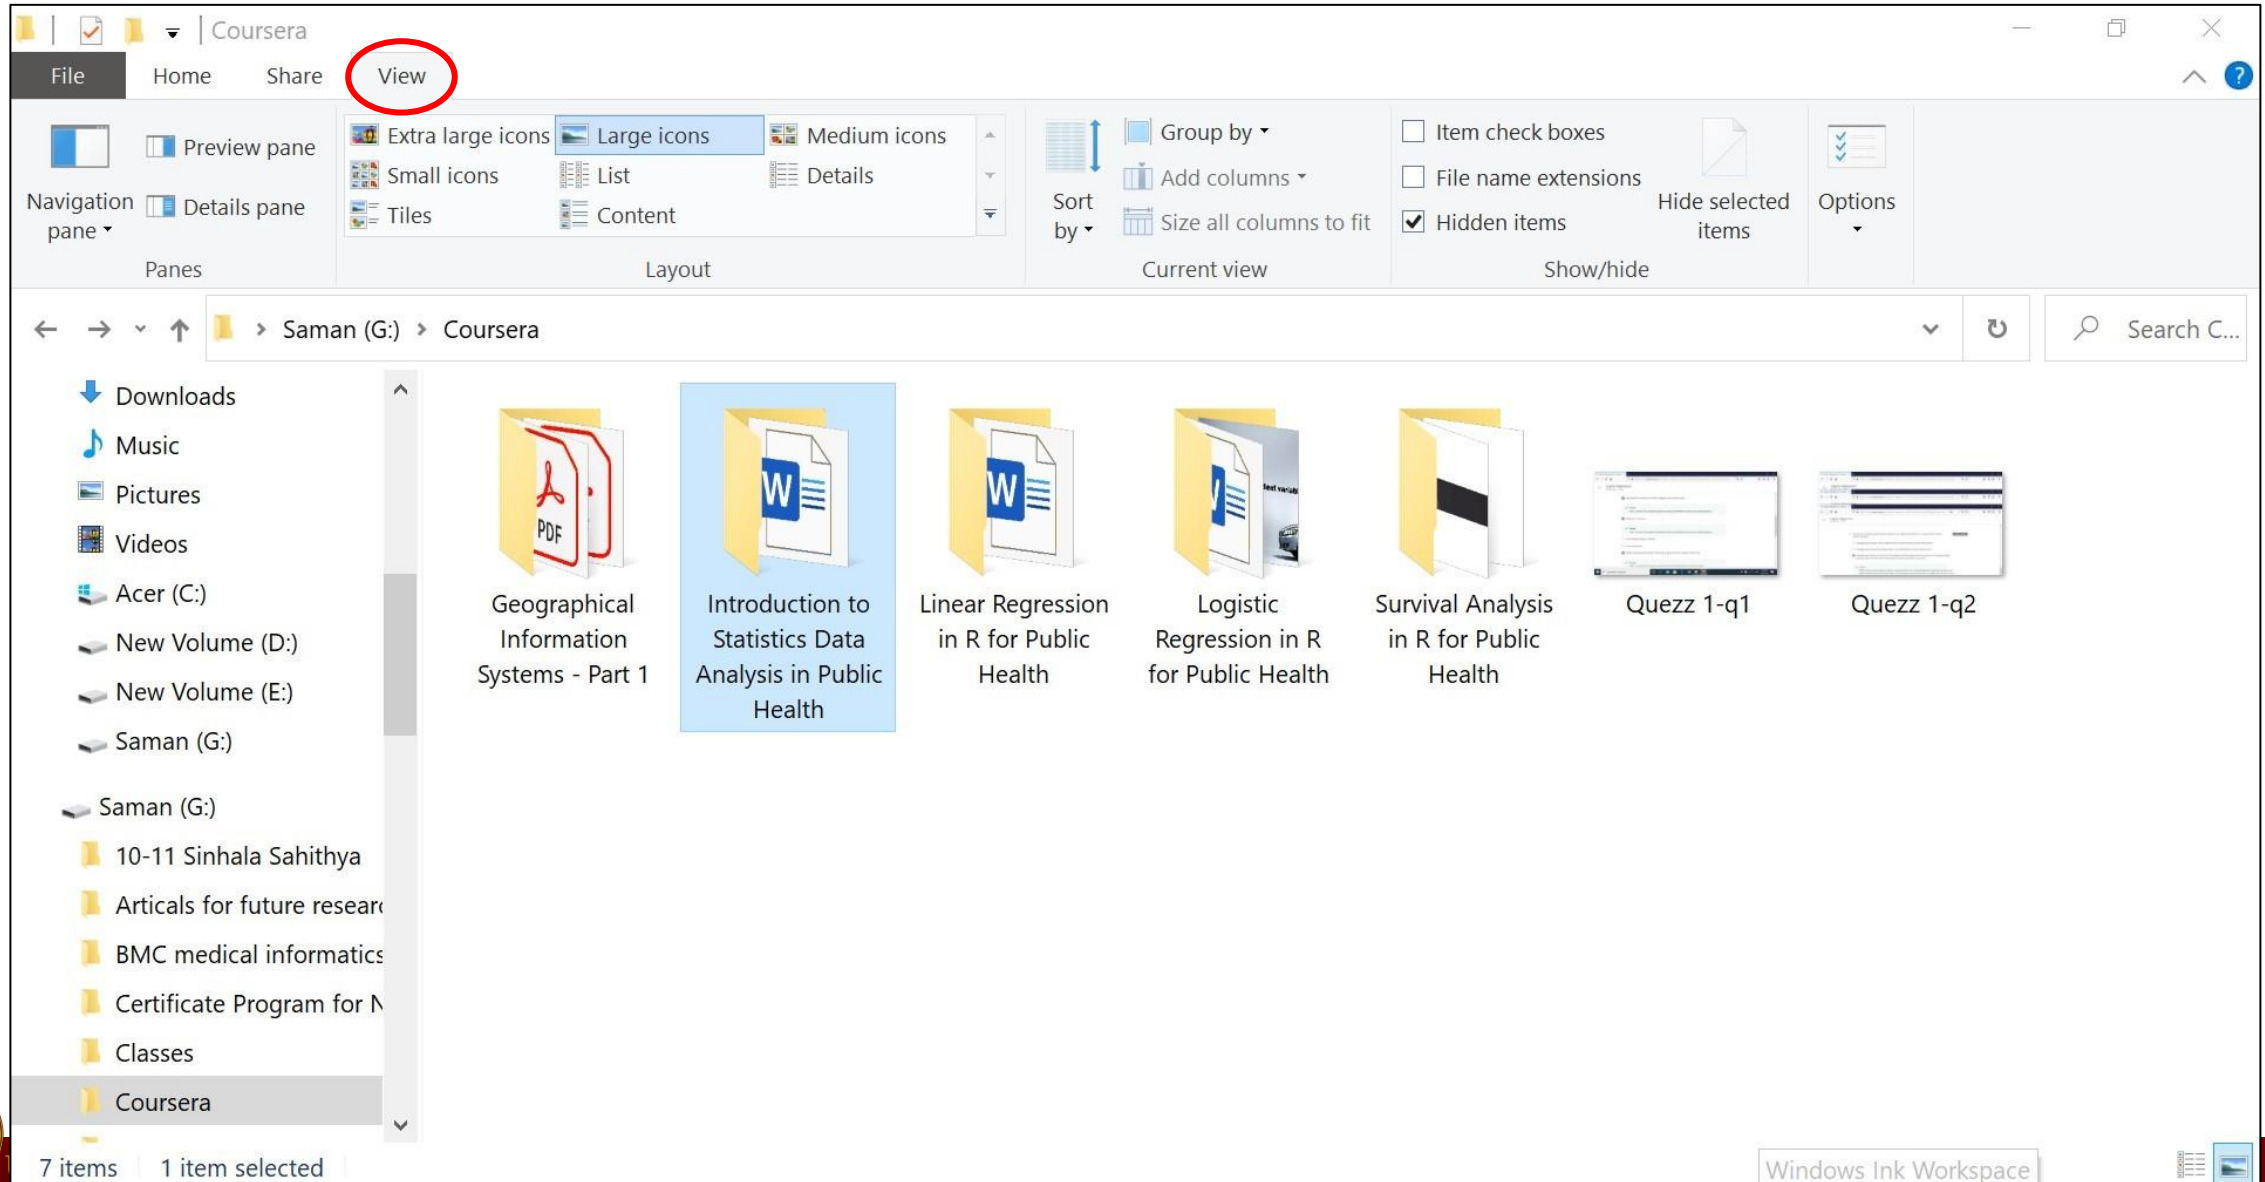 Coursera
File Home Share View
Extra large icons Large icons Medium icons
Small icons List Details
Tiles Content
Preview pane
Details pane
Navigation
pane
Group by
Add columns
Size all columns to fit
Sort
by
Item check boxes
File name extensions
Hidden items
Hide selected
items
Options
Panes Layout Current view Show/hide
Saman (G:) Coursera
Search C...
Downloads
Music
Pictures
Videos
Acer (C:)
New Volume (D:)
New Volume (E:)
Saman (G:)
Saman (G:)
10-11 Sinhala Sahithya
Articals for future resear
BMC medical informatics
Certificate Program for N
Classes
Coursera
PDF
Geographical
Information
Systems - Part 1
W
Introduction to
Statistics Data
Analysis in Public
Health
W
Linear Regression
in R for Public
Health
W
Logistic
Regression in R
for Public Health
Survival Analysis
in R for Public
Health
Quezz 1-q1
Quezz 1-q2
7 items 1 item selected
Windows Ink Workspace